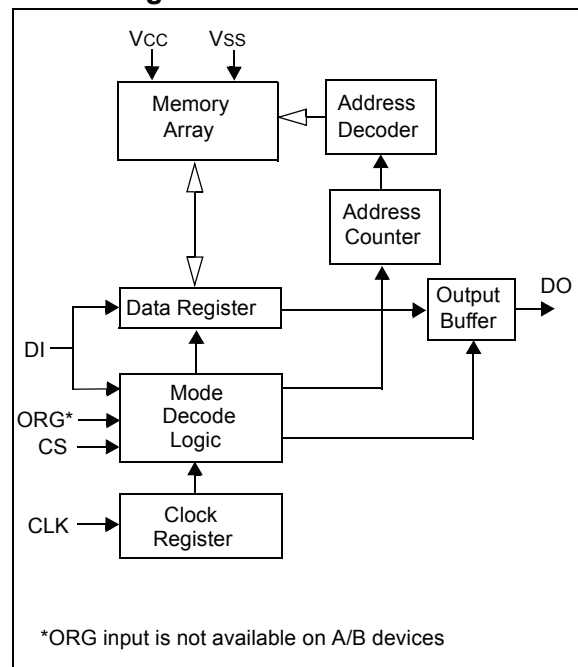 VCC
VSS
Memory
Array
Address
Decoder
Address
Counter
Data Register
Output
Buffer
DO
DI
Mode
Decode
Logic
ORG*
CS
CLK
Clock
Register
*ORG input is not available on A/B devices